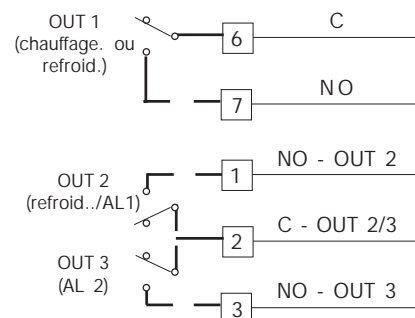 OUT 1
(chauffage. ou
refroid.)
6
C
7
NO
OUT 2
(refroid../AL1)
1
NO - OUT 2
2
C - OUT 2/3
OUT 3
(AL 2)
3
NO - OUT 3